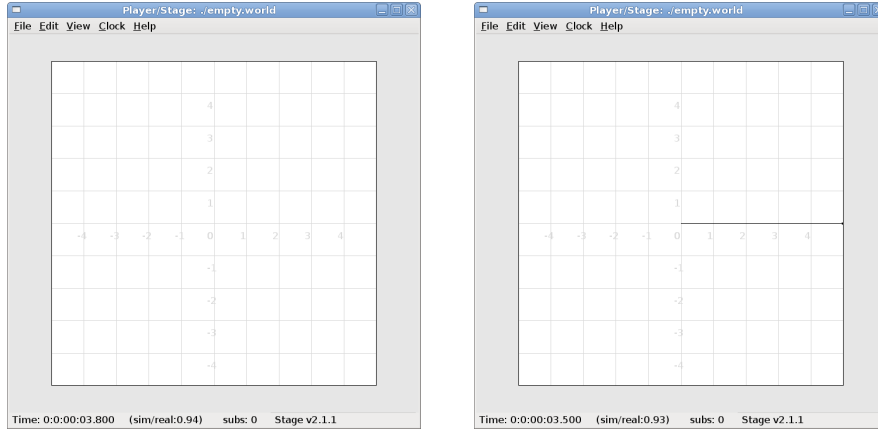 Player/Stage: ./empty.world
File Edit View Clock Help
4
3
2
1
-4 -3 -2 -1 0 1 2 3 4
-1
-2
-3
-4
Time: 0:0:00:03.800 (sim/real:0.94) subs: 0 Stage v2.1.1
Player/Stage: ./empty.world
File Edit View Clock Help
4
3
2
1
-4 -3 -2 -1 0 1 2 3 4
-1
-2
-3
-4
Time: 0:0:00:03.500 (sim/real:0.93) subs: 0 Stage v2.1.1